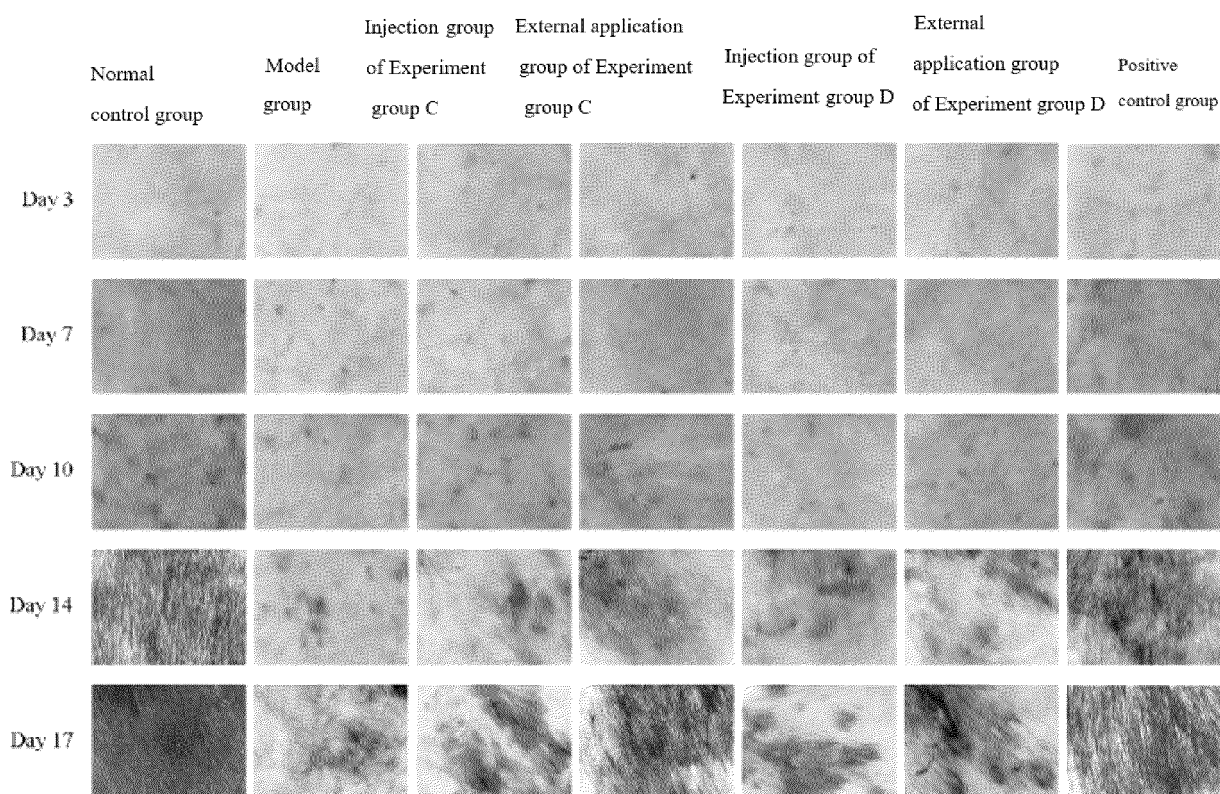 Normal
control group
Model
group
Injection group
of Experiment
group C
External application
group of Experiment
group C
Injection group of
Experiment group D
External
application group
of Experiment group D
Positive
control group
Day 3
Day 7
Day 10
Day 14
Day 17